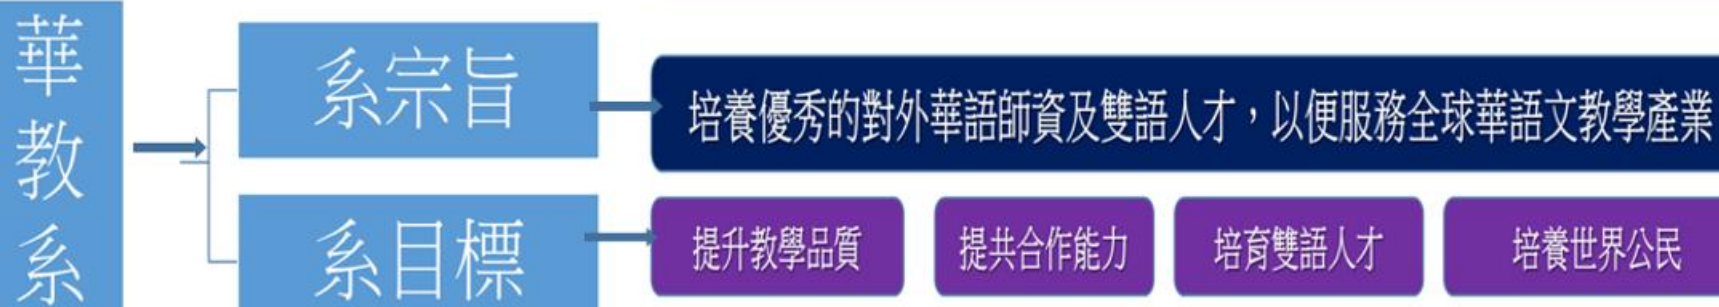 華教系
系宗旨
培養優秀的對外華語師資及雙語人才，以便服務全球華語文教學產業
系目標
提升教學品質
提共合作能力
培育雙語人才
培養世界公民